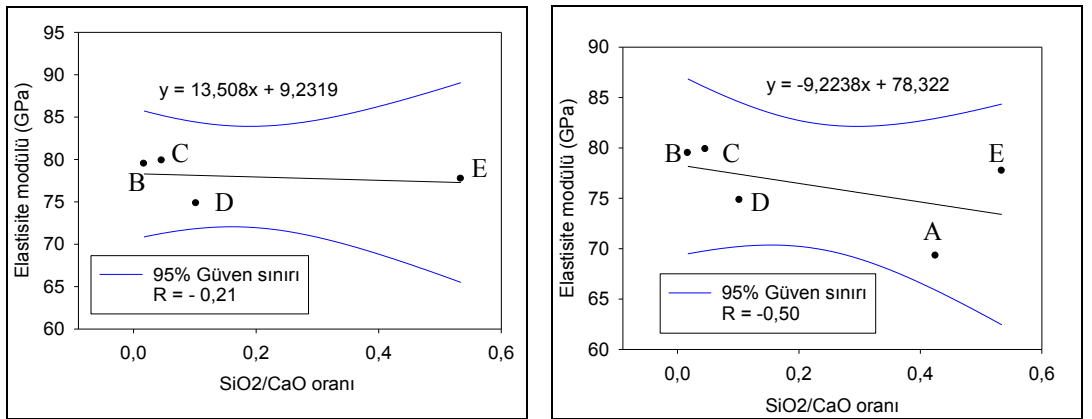 95
90
85
80
75
70
65
60
Elastisite modülü (GPa)
y = 13,508x + 9,2319
B
C
D
E
95% Güven sınırı
R = - 0,21
0,0 0,2 0,4 0,6
SiO2/CaO oranı
90
85
80
75
70
65
60
Elastisite modülü (GPa)
y = -9,2238x + 78,322
B
C
D
E
A
95% Güven sınırı
R = -0,50
0,0 0,2 0,4 0,6
SiO2/CaO oranı